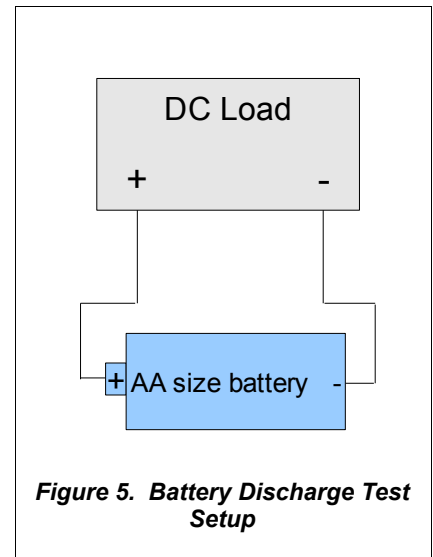 DC Load
+ -
+ AA size battery -
Figure 5. Battery Discharge Test
Setup